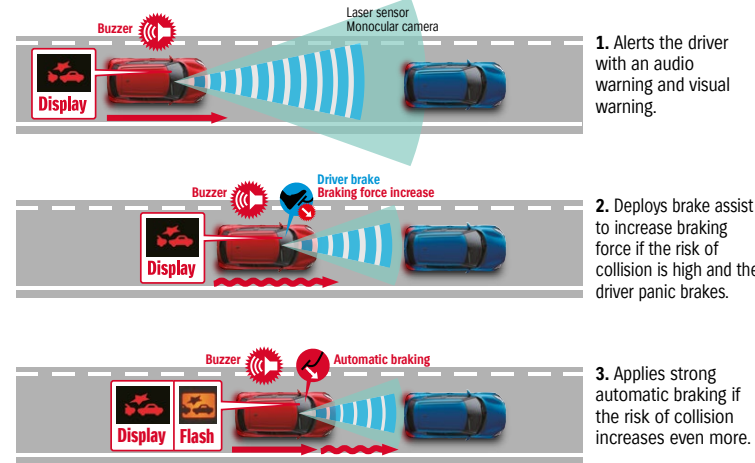 Laser sensor
Monocular camera
Buzzer
Display
1. Alerts the driver
with an audio
warning and visual
warning.
Driver brake
Buzzer Braking force increase
Display
2. Deploys brake assist
to increase braking
force if the risk of
collision is high and the
driver panic brakes.
Buzzer Automatic braking
Display Flash
3. Applies strong
automatic braking if
the risk of collision
increases even more.